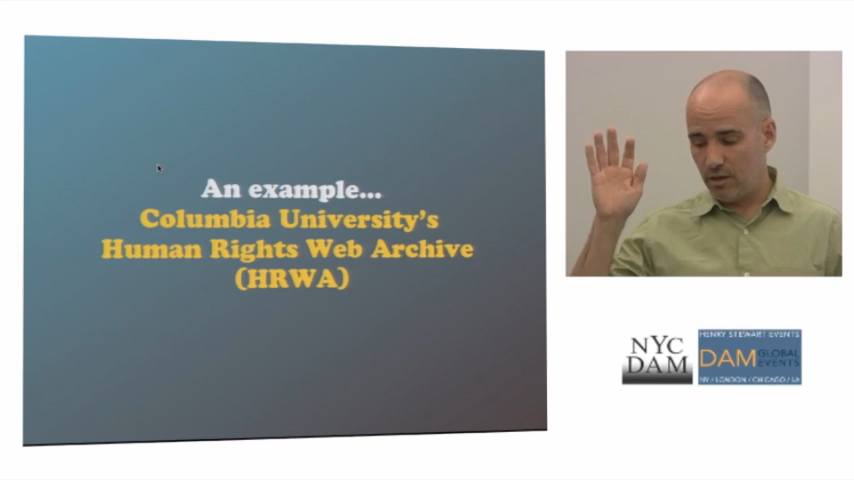 An example...
Columbia University's
Human Rights Web Archive
(HRWA)
NYC
DAM
HENRY STEWART EVENTS
DAM GLOBAL
EVENTS
NY / LONDON / CHICAGO / LA